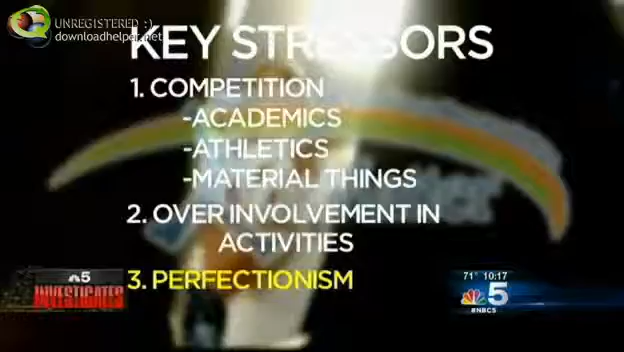 UNREGISTERED :)
downloadhelper.net
KEY STRESSORS
1. COMPETITION
-ACADEMICS
-ATHLETICS
-MATERIAL THINGS
2. OVER INVOLVEMENT IN
ACTIVITIES
3. PERFECTIONISM
5
INVESTIGATES
71° 10:17
5
#NBC5